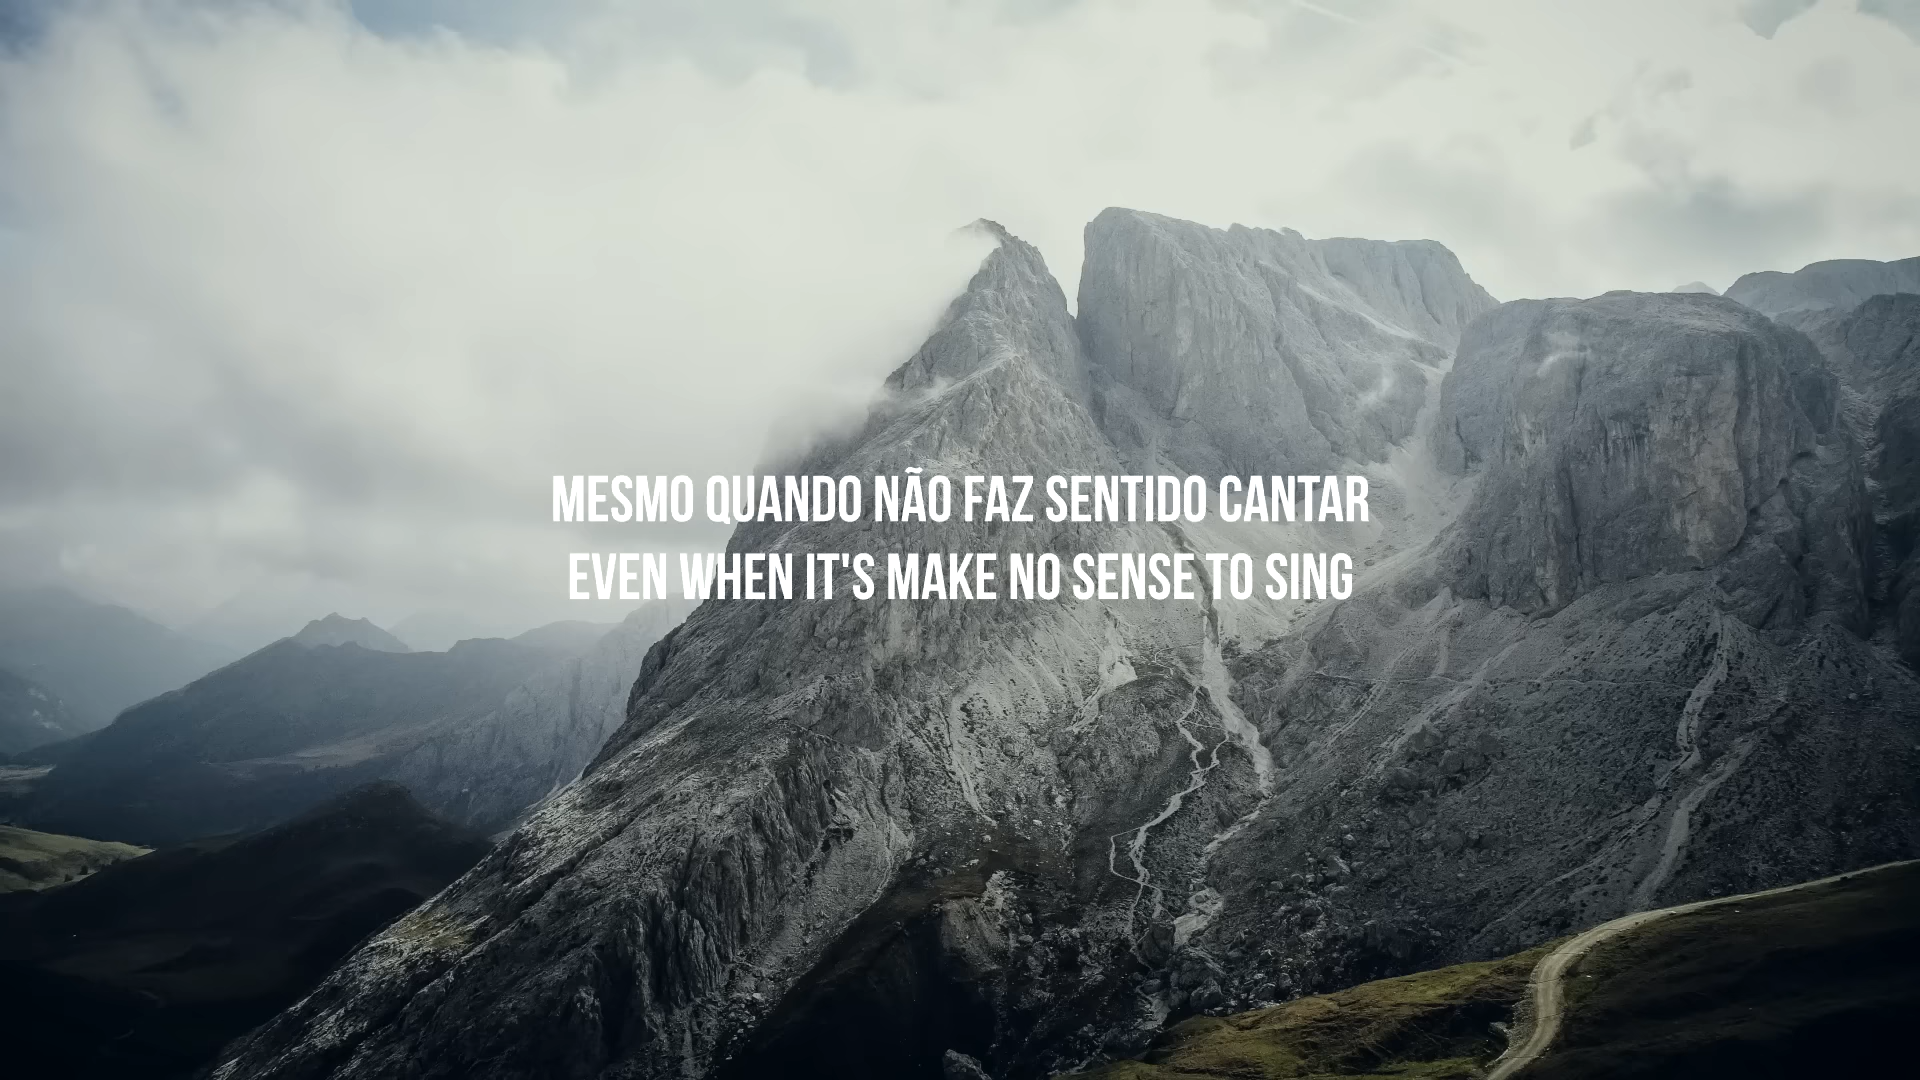 MESMO QUANDO NÃO FAZ SENTIDO CANTAR
EVEN WHEN IT'S MAKE NO SENSE TO SING